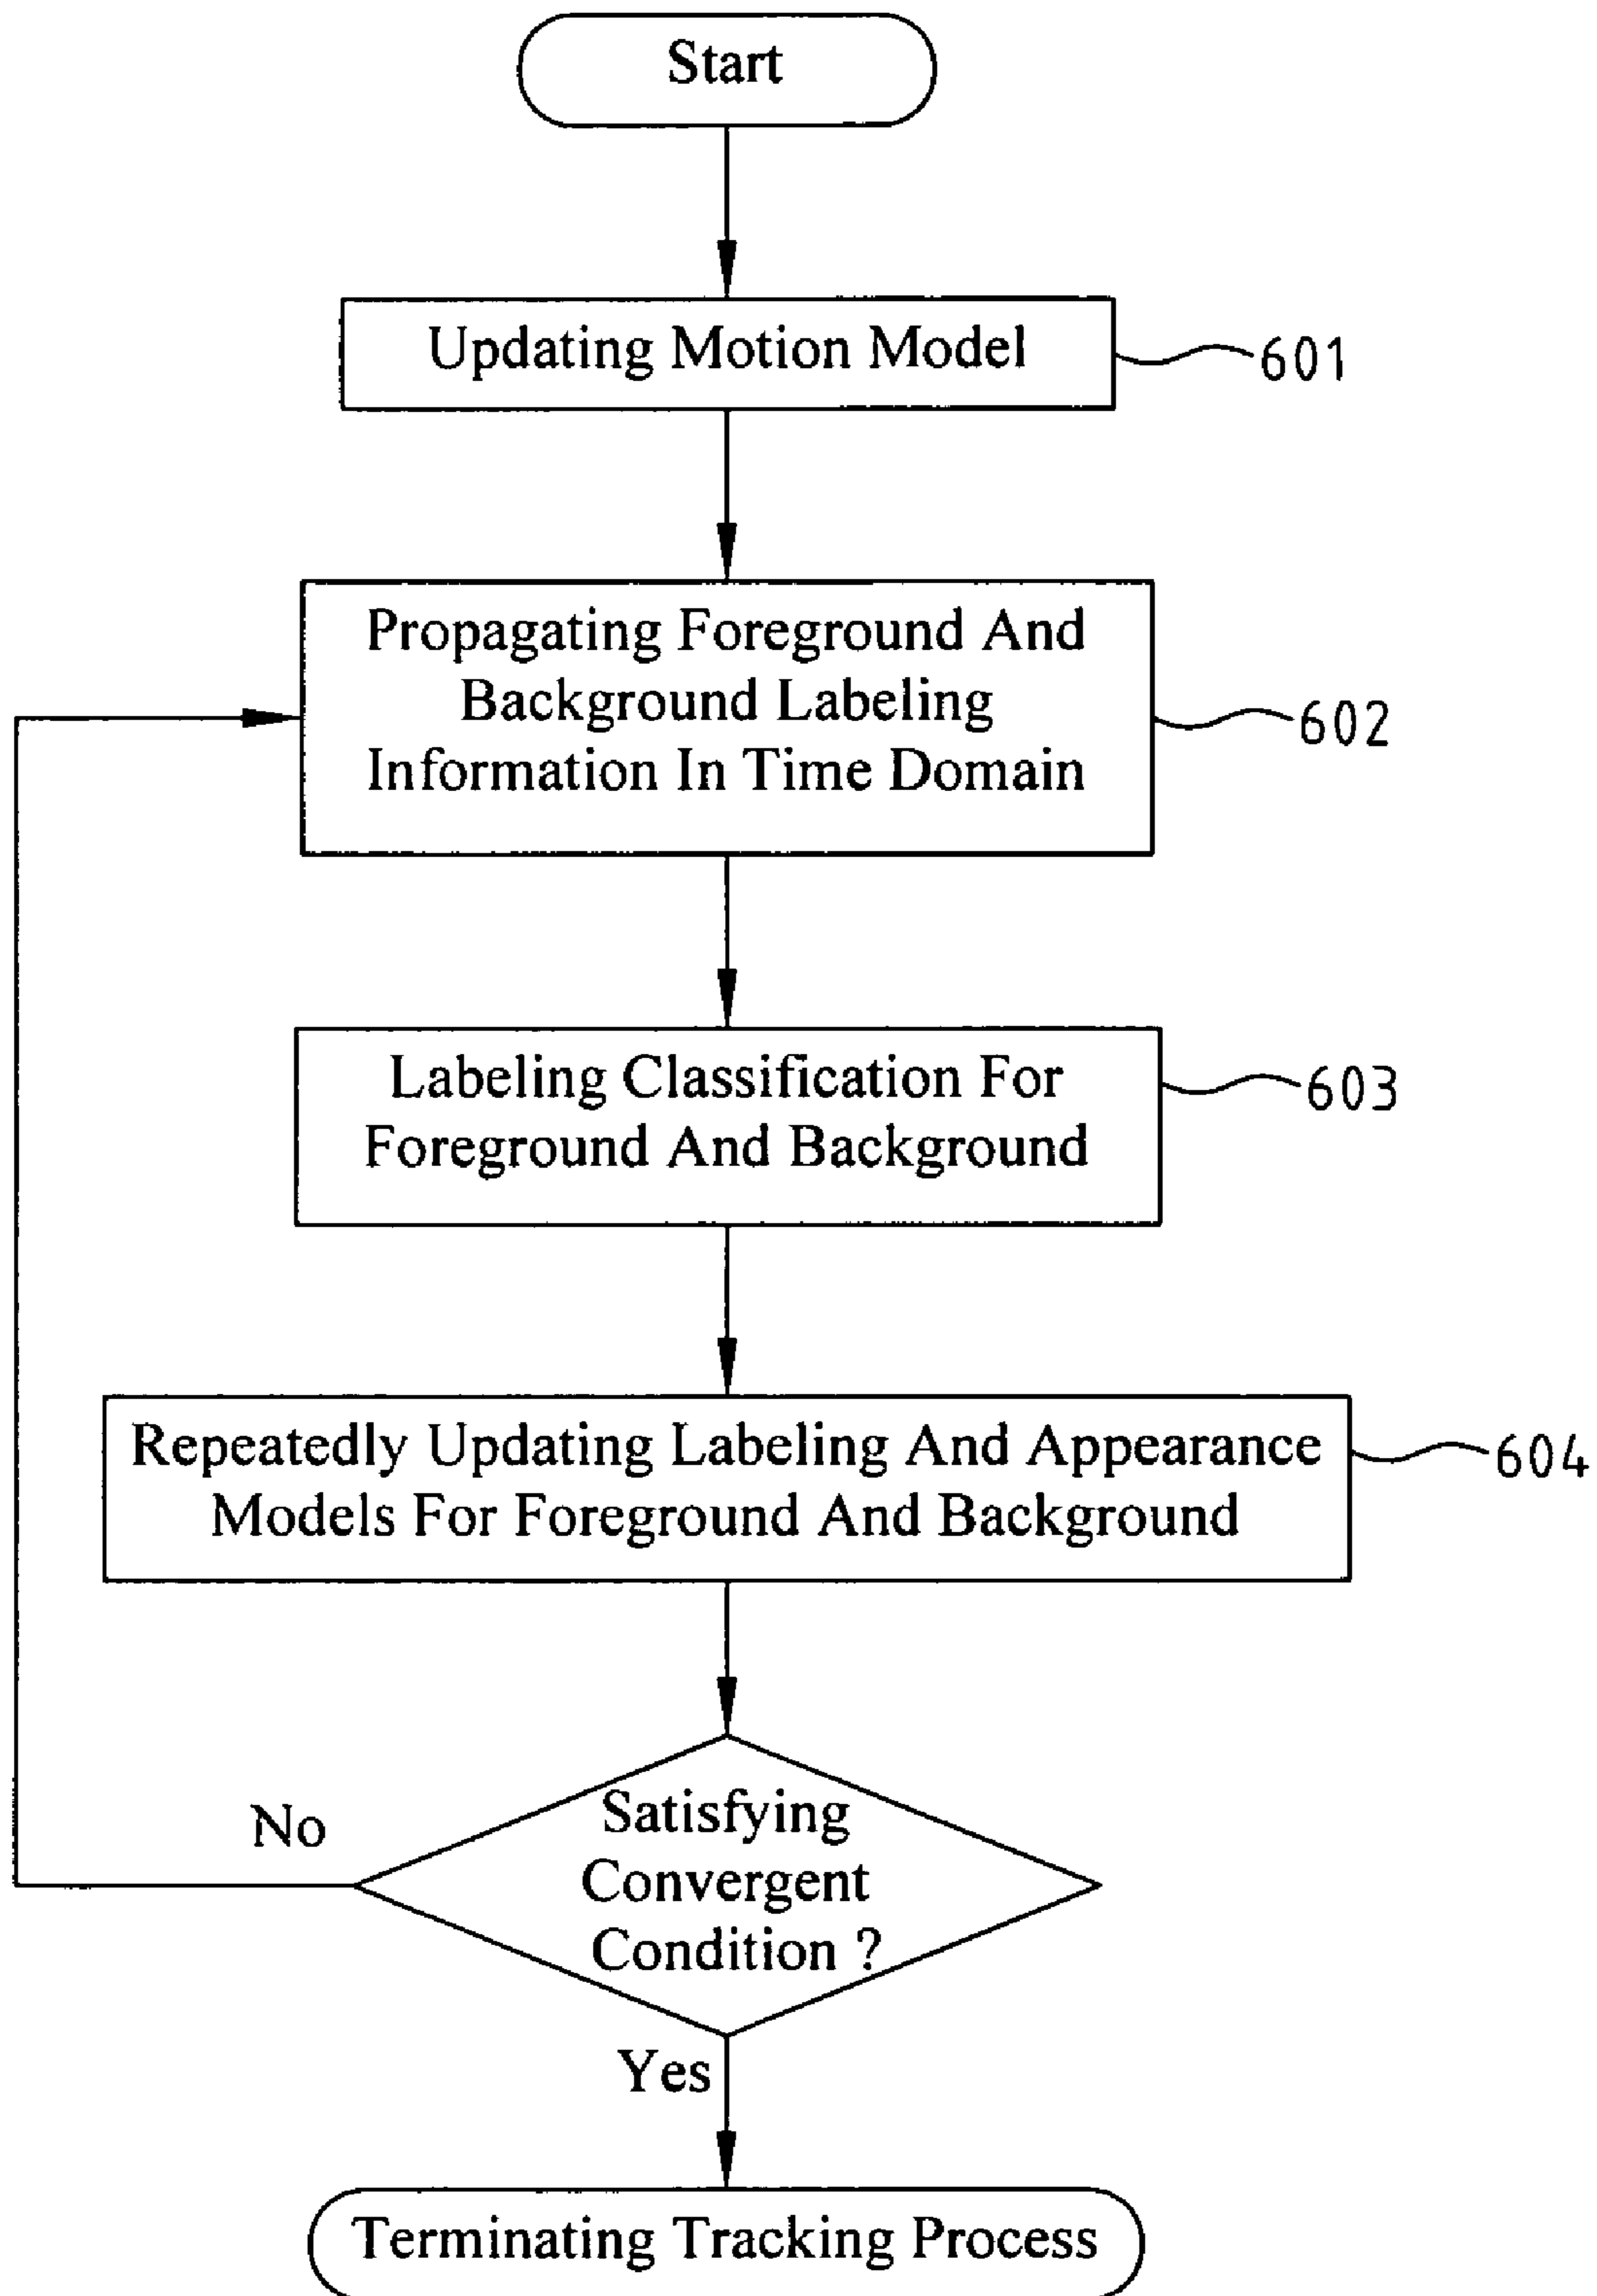 Start
Updating Motion Model
601
Propagating Foreground And
Background Labeling
Information In Time Domain
602
Labeling Classification For
Foreground And Background
603
Repeatedly Updating Labeling And Appearance
Models For Foreground And Background
604
Satisfying
Convergent
Condition ?
No
Yes
Terminating Tracking Process